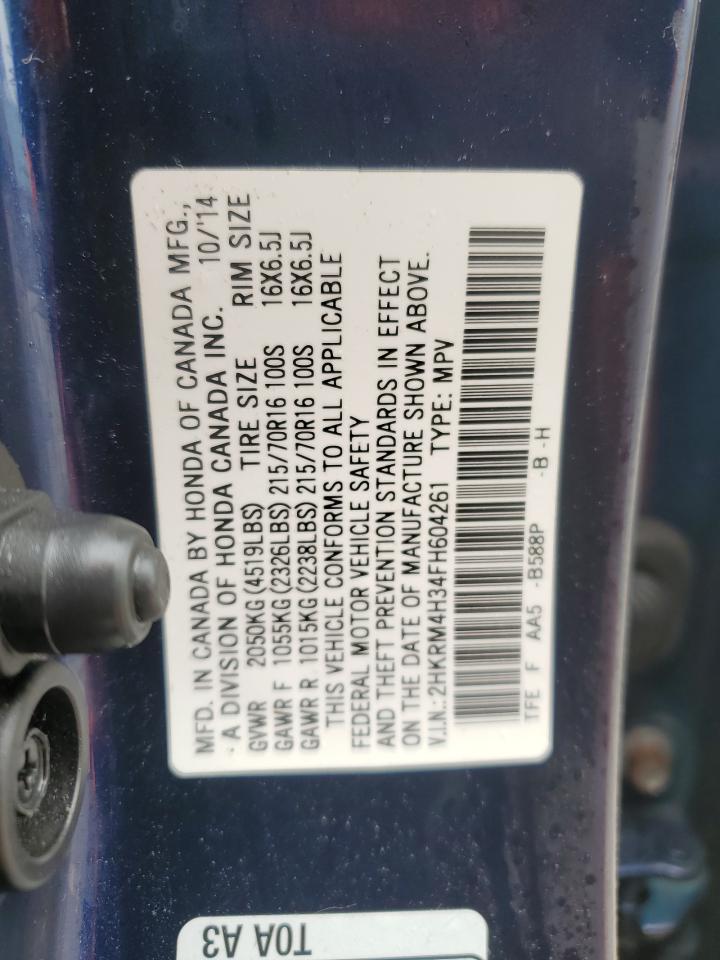 MFD. IN CANADA BY HONDA OF CANADA MFG.,
A DIVISION OF HONDA CANADA INC. 10/'14
GVWR 2050KG (4519LBS) TIRE SIZE RIM SIZE
GAWR F 1055KG (2326LBS) 215/70R16 100S 16X6.5J
GAWR R 1015KG (2238LBS) 215/70R16 100S 16X6.5J
THIS VEHICLE CONFORMS TO ALL APPLICABLE
FEDERAL MOTOR VEHICLE SAFETY
AND THEFT PREVENTION STANDARDS IN EFFECT
ON THE DATE OF MANUFACTURE SHOWN ABOVE.
V.I.N.: 2HKRM4H34FH604261 TYPE: MPV
TFE F AA5 -B588P -B -H
T0A A3